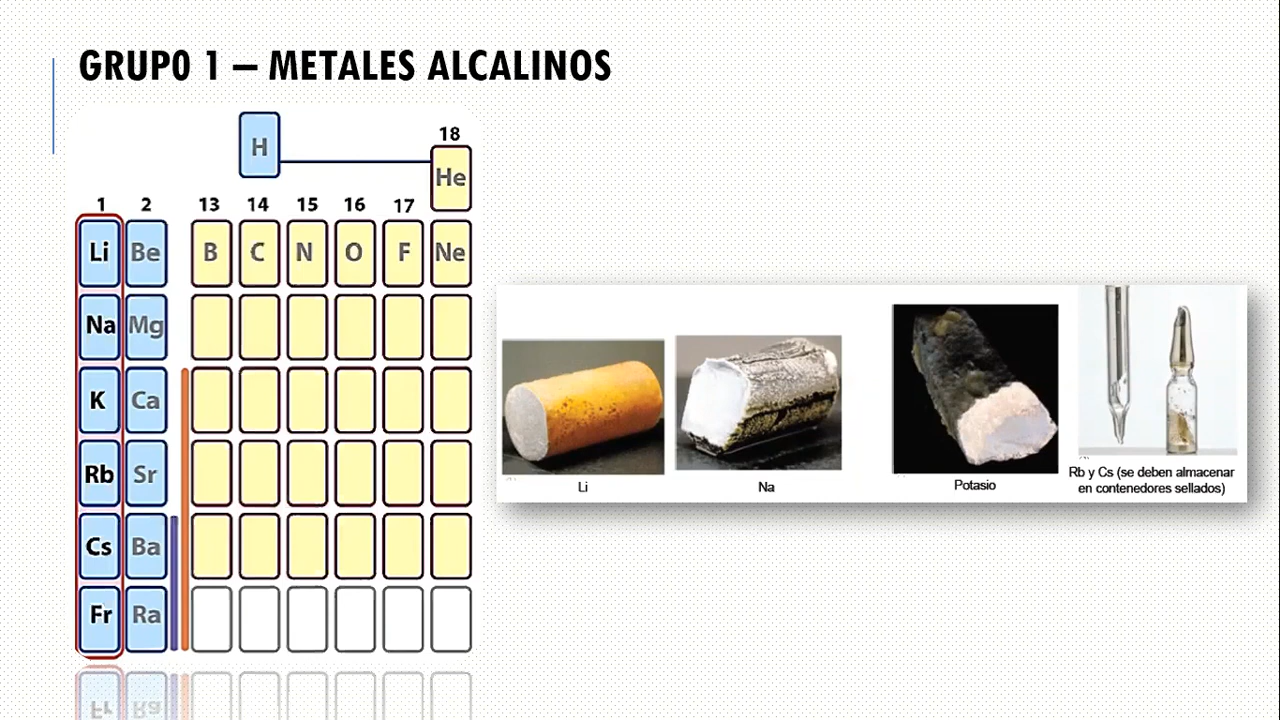 GRUP0 1 – METALES ALCALINOS
H
18
He
1 2 13 14 15 16 17
Li Be B C N O F Ne
Na Mg
K Ca
Rb Sr
Cs Ba
Fr Ra
Li
Na
Potasio
Rb y Cs (se deben almacenar
en contenedores sellados)